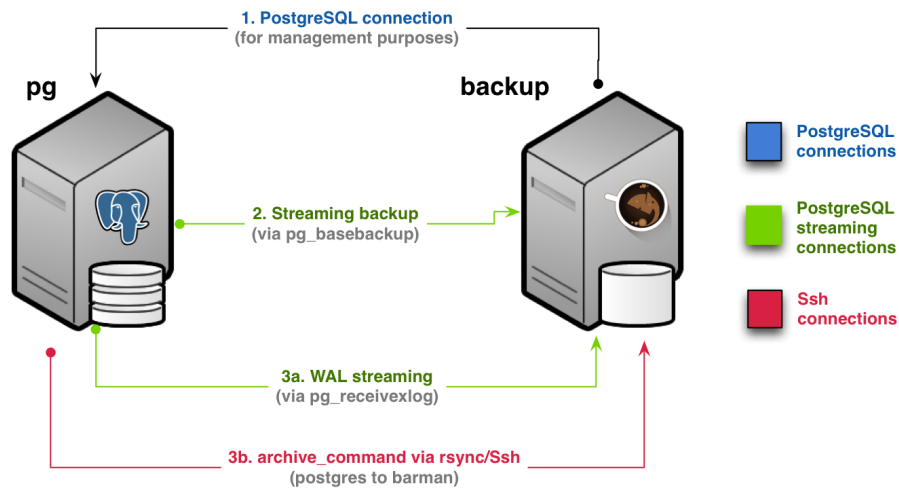 1. PostgreSQL connection
(for management purposes)
pg
backup
PostgreSQL
connections
2. Streaming backup
(via pg_basebackup)
PostgreSQL
streaming
connections
Ssh
connections
3a. WAL streaming
(via pg_receivexlog)
3b. archive_command via rsync/Ssh
(postgres to barman)